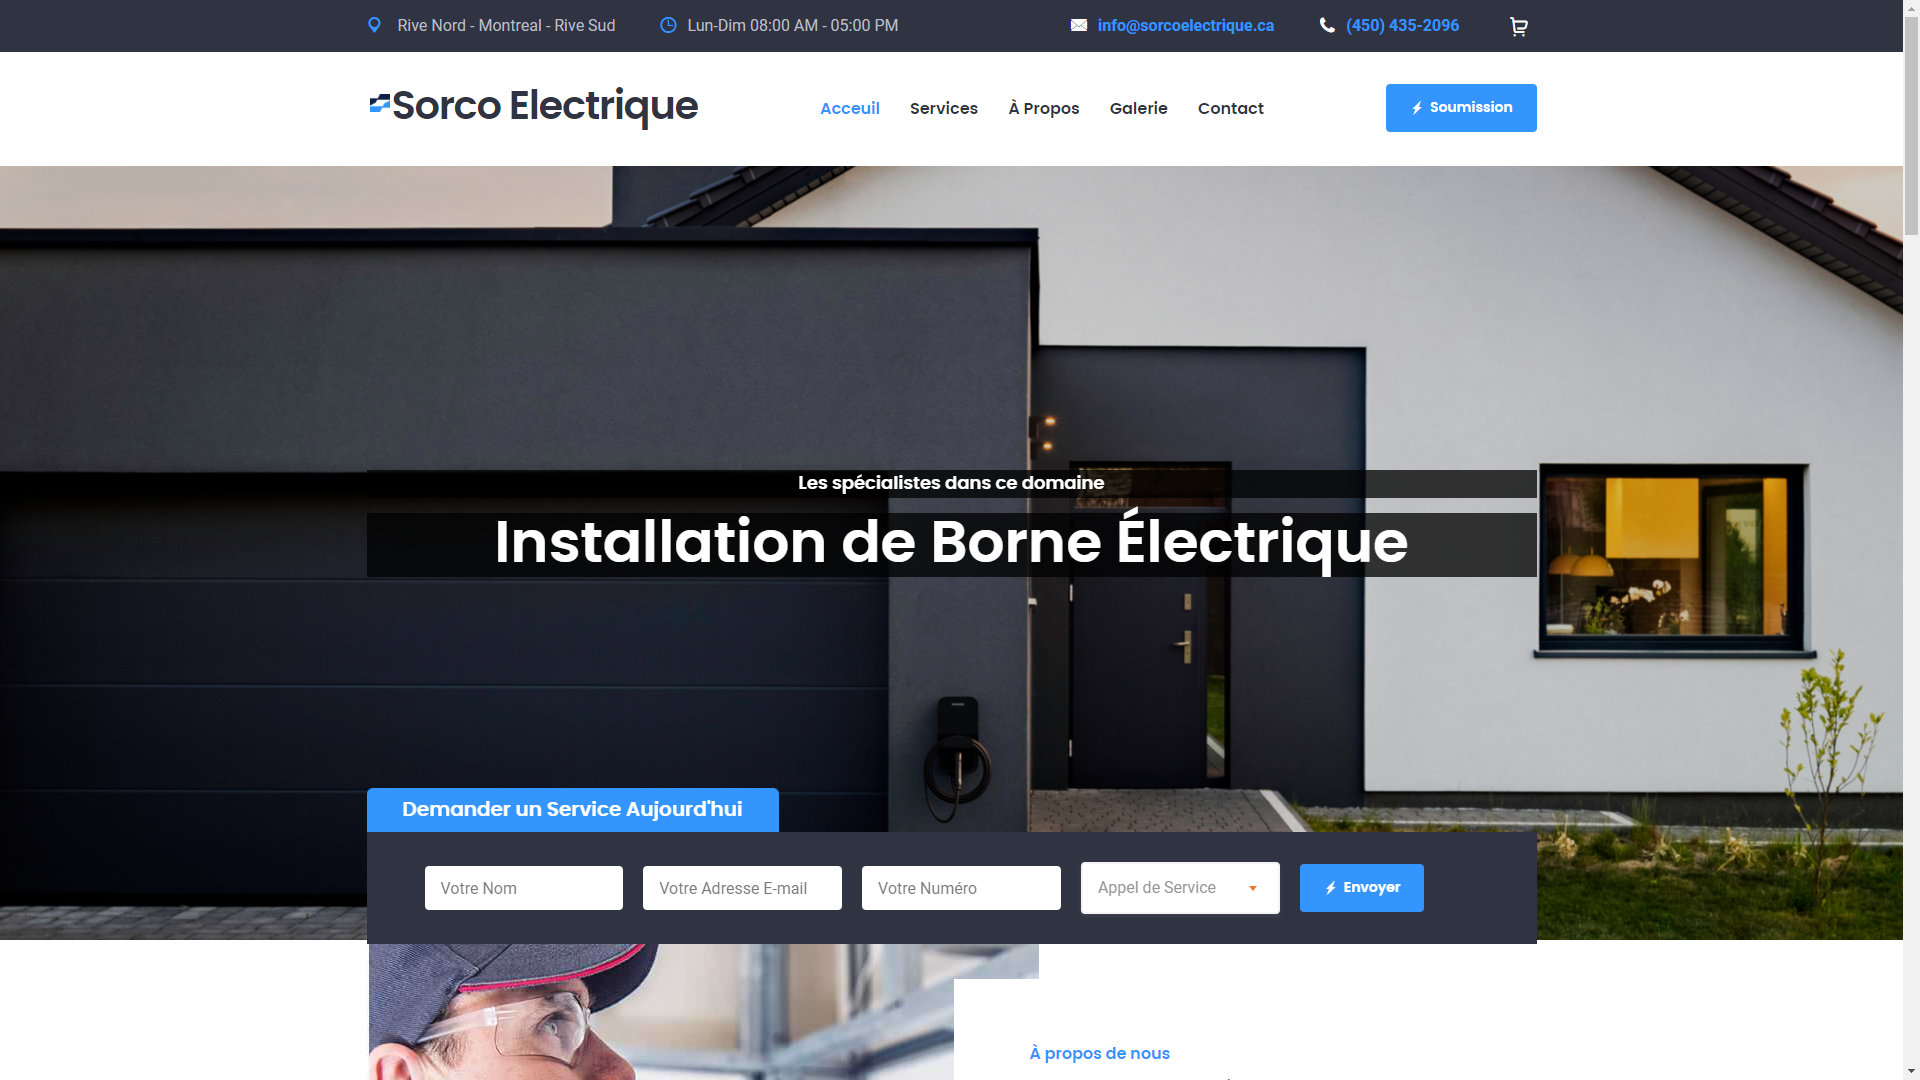 Rive Nord - Montreal - Rive Sud
Lun-Dim 08:00 AM - 05:00 PM
info@sorcoelectrique.ca
(450) 435-2096
Sorco Electrique
Acceuil
Services
À Propos
Galerie
Contact
Soumission
Les spécialistes dans ce domaine
Installation de Borne Électrique
Demander un Service Aujourd'hui
Votre Nom
Votre Adresse E-mail
Votre Numéro
Appel de Service
Envoyer
À propos de nous